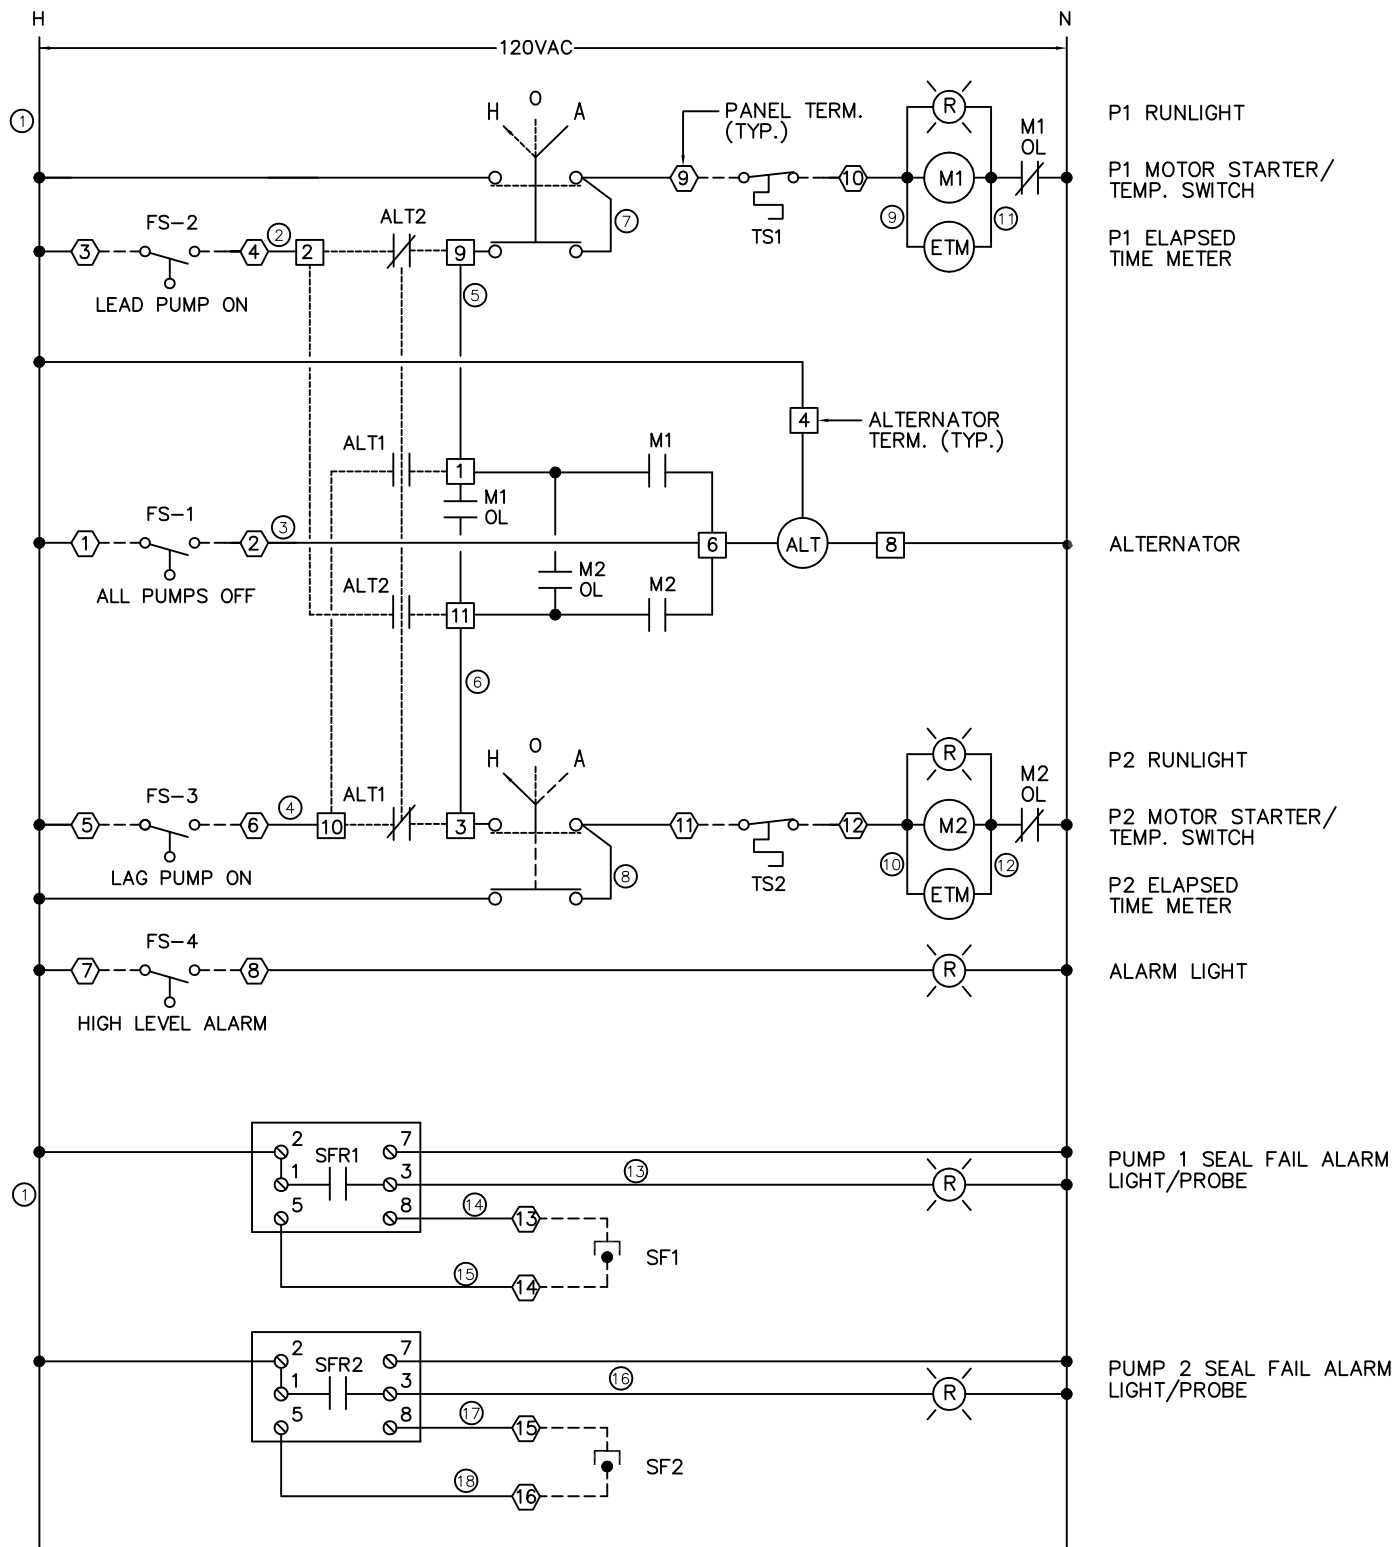 H
N
120VAC
1
H
O
A
PANEL TERM.
(TYP.)
R
M1
OL
P1 RUNLIGHT
9
TS1
10
M1
P1 MOTOR STARTER/
TEMP. SWITCH
7
9
11
FS-2
3
4
2
2
ALT2
9
ETM
P1 ELAPSED
TIME METER
LEAD PUMP ON
5
4
ALTERNATOR
TERM. (TYP.)
ALT1
1
M1
M1
OL
FS-1
1
2
3
6
ALT
8
ALTERNATOR
ALL PUMPS OFF
M2
OL
ALT2
11
M2
6
H
O
A
R
M2
OL
P2 RUNLIGHT
FS-3
5
6
4
10
ALT1
3
11
TS2
12
M2
P2 MOTOR STARTER/
TEMP. SWITCH
LAG PUMP ON
8
10
12
ETM
P2 ELAPSED
TIME METER
FS-4
7
8
R
ALARM LIGHT
HIGH LEVEL ALARM
1
2
SFR1
7
1
3
13
R
PUMP 1 SEAL FAIL ALARM
LIGHT/PROBE
5
8
14
13
SF1
15
14
2
SFR2
7
1
3
16
R
PUMP 2 SEAL FAIL ALARM
LIGHT/PROBE
5
8
17
15
SF2
18
16